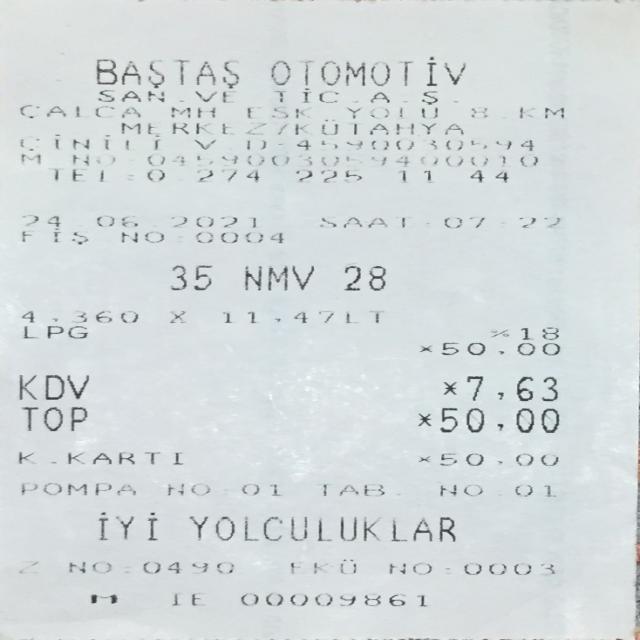 BAŞTAŞ OTOMOTİV
SAN.VE TİC.A.Ş.
ÇALCA MH ESK YOLU 8.KM
MERKEZ/KÜTAHYA
ÇİNİLİ V D:4590030594
M NO:0459003059400010
TEL:0 274 225 11 44
24.06.2021 SAAT:07:22
FİŞ NO:0004
35 NMV 28
4,360 X 11,47LT
LPG %18
*50,00
KDV *7,63
TOP *50,00
K.KARTI *50,00
POMPA NO:01 TAB. NO:01
İYİ YOLCULUKLAR
Z NO:0490 EKÜ NO:0003
IE 00009861